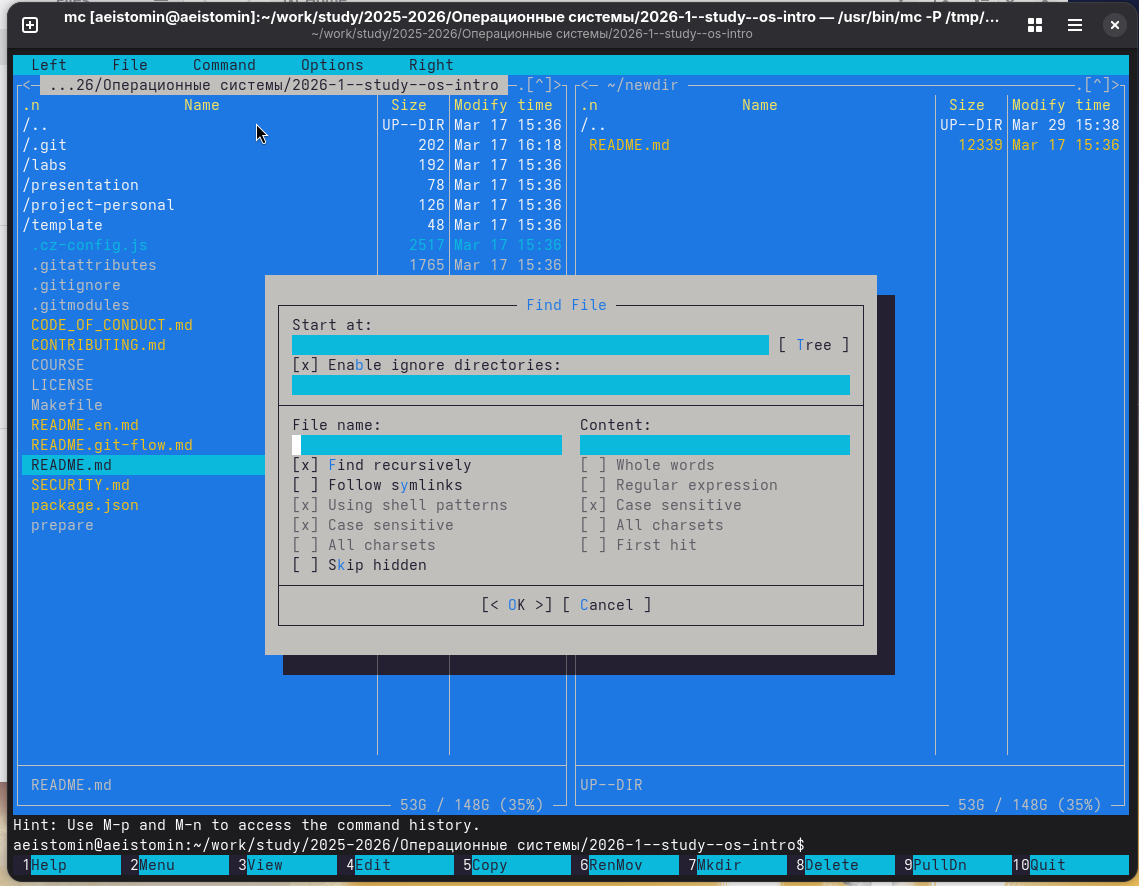 mc [aeistomin@aeistomin]:~/work/study/2025-2026/Операционные системы/2026-1--study--os-intro — /usr/bin/mc -P /tmp/...
~/work/study/2025-2026/Операционные системы/2026-1--study--os-intro
Left File Command Options Right
<— ...26/Операционные системы/2026-1--study--os-intro —.[^]>
.n Name Size Modify time
/.. UP--DIR Mar 17 15:36
/.git 202 Mar 17 16:18
/labs 192 Mar 17 15:36
/presentation 78 Mar 17 15:36
/project-personal 126 Mar 17 15:36
/template 48 Mar 17 15:36
.cz-config.js 2517 Mar 17 15:36
.gitattributes 1765 Mar 17 15:36
.gitignore
.gitmodules
CODE_OF_CONDUCT.md
CONTRIBUTING.md
COURSE
LICENSE
Makefile
README.en.md
README.git-flow.md
README.md
SECURITY.md
package.json
prepare
README.md
53G / 148G (35%)
<— ~/newdir .[^]>
.n Name Size Modify time
/.. UP--DIR Mar 29 15:38
README.md 12339 Mar 17 15:36
UP--DIR
53G / 148G (35%)
Find File
Start at:
[ Tree ]
[x] Enable ignore directories:
File name: Content:
[x] Find recursively [ ] Whole words
[ ] Follow symlinks [ ] Regular expression
[x] Using shell patterns [x] Case sensitive
[x] Case sensitive [ ] All charsets
[ ] All charsets [ ] First hit
[ ] Skip hidden
[< OK >] [ Cancel ]
Hint: Use M-p and M-n to access the command history.
aeistomin@aeistomin:~/work/study/2025-2026/Операционные системы/2026-1--study--os-intro$
1Help 2Menu 3View 4Edit 5Copy 6RenMov 7Mkdir 8Delete 9PullDn 10Quit